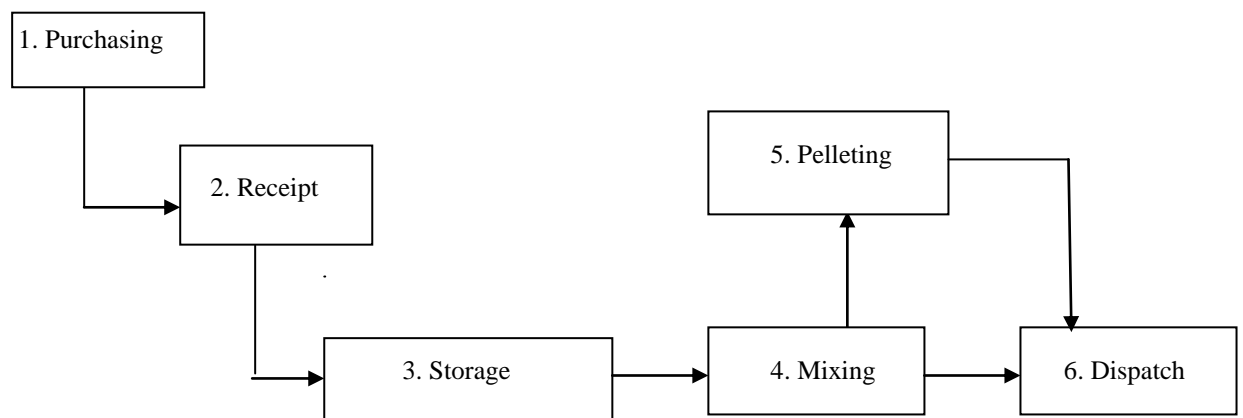 1. Purchasing
2. Receipt
5. Pelleting
3. Storage
4. Mixing
6. Dispatch